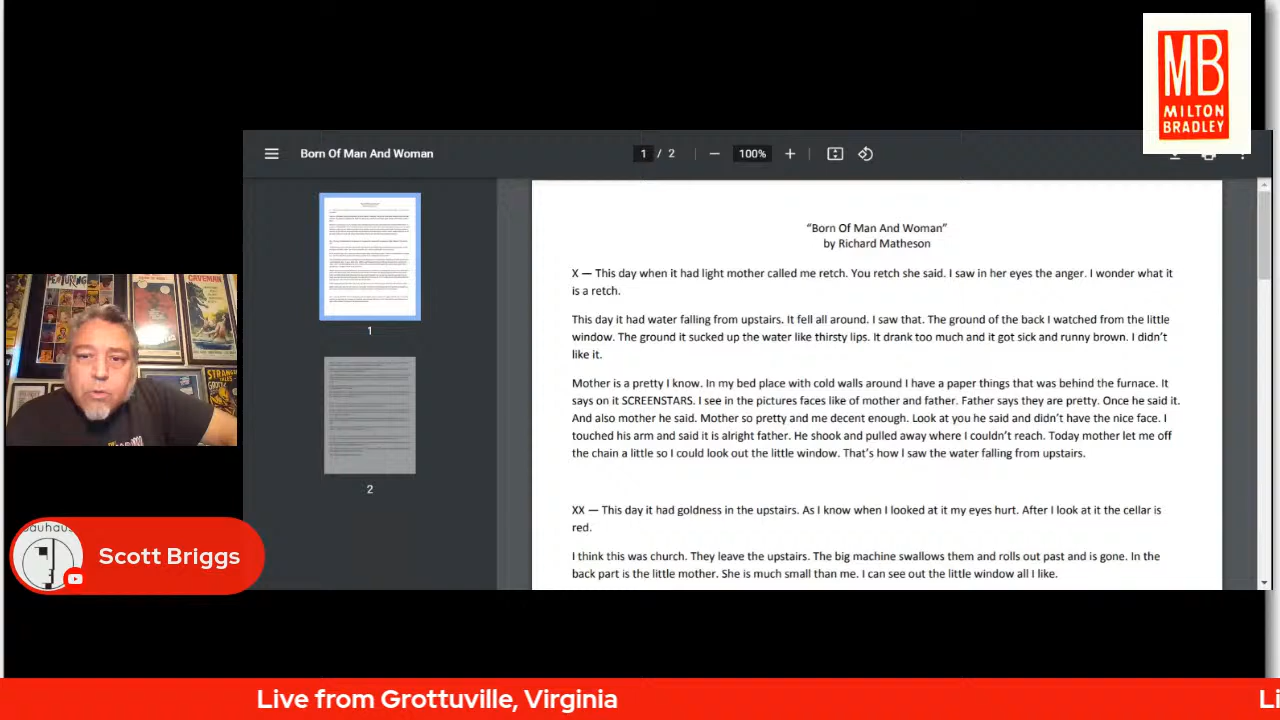 MB
MILTON
BRADLEY
Born Of Man And Woman
1 / 2
100%
“Born Of Man And Woman”
by Richard Matheson
X — This day when it had light mother called me retch. You retch she said. I saw in her eyes the anger. I wonder what it
is a retch.
This day it had water falling from upstairs. It fell all around. I saw that. The ground of the back I watched from the little
window. The ground it sucked up the water like thirsty lips. It drank too much and it got sick and runny brown. I didn’t
like it.
Mother is a pretty I know. In my bed place with cold walls around I have a paper things that was behind the furnace. It
says on it SCREENSTARS. I see in the pictures faces like of mother and father. Father says they are pretty. Once he said it.
And also mother he said. Mother so pretty and me decent enough. Look at you he said and didn’t have the nice face. I
touched his arm and said it is alright father. He shook and pulled away where I couldn’t reach. Today mother let me off
the chain a little so I could look out the little window. That’s how I saw the water falling from upstairs.
XX — This day it had goldness in the upstairs. As I know when I looked at it my eyes hurt. After I look at it the cellar is
red.
I think this was church. They leave the upstairs. The big machine swallows them and rolls out past and is gone. In the
back part is the little mother. She is much small than me. I can see out the little window all I like.
1
2
CAVEMAN
STRANGE
TALES
bauhaus
Scott Briggs
Live from Grottuville, Virginia
Li